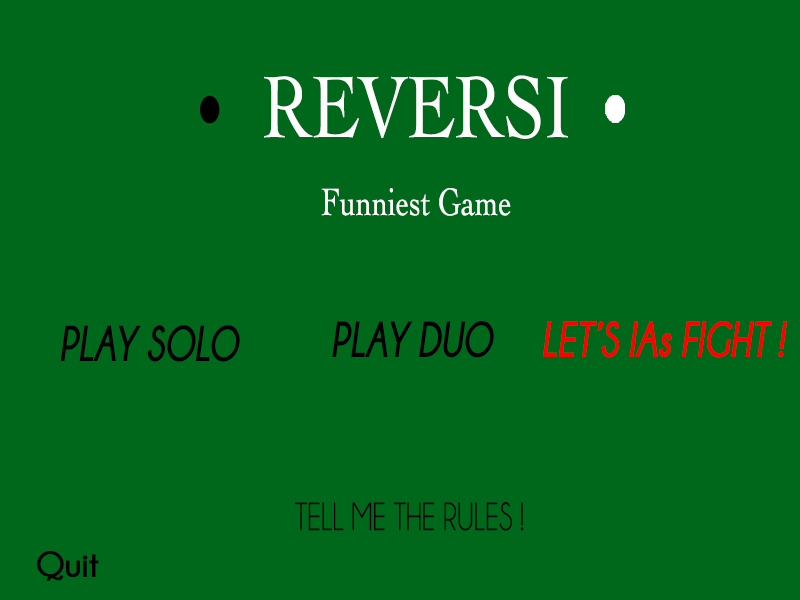 REVERSI
Funniest Game
PLAY SOLO
PLAY DUO
LET'S IAs FIGHT !
TELL ME THE RULES !
Quit